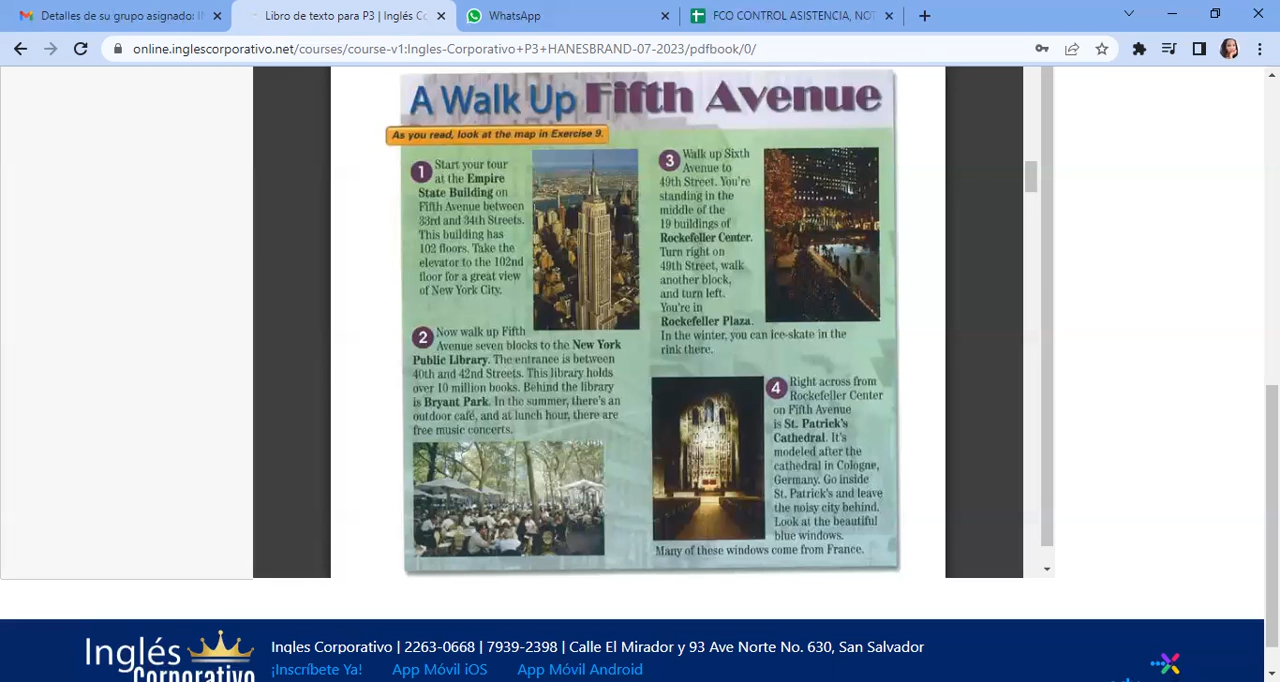 Detalles de su grupo asignado: I
Libro de texto para P3 | Inglés C
WhatsApp
FCO CONTROL ASISTENCIA, NOT
online.inglescorporativo.net/courses/course-v1:Ingles-Corporativo+P3+HANESBRAND-07-2023/pdfbook/0/
A Walk Up Fifth Avenue
As you read, look at the map in Exercise 9.
1 Start your tour
at the Empire
State Building on
Fifth Avenue between
33rd and 34th Streets.
This building has
102 floors. Take the
elevator to the 102nd
floor for a great view
of New York City.
2 Now walk up Fifth
Avenue seven blocks to the New York
Public Library. The entrance is between
40th and 42nd Streets. This library holds
over 10 million books. Behind the library
is Bryant Park. In the summer, there's an
outdoor café, and at lunch hour, there are
free music concerts.
3 Walk up Sixth
Avenue to
49th Street. You're
standing in the
middle of the
19 buildings of
Rockefeller Center.
Turn right on
49th Street, walk
another block,
and turn left.
You're in
Rockefeller Plaza.
In the winter, you can ice-skate in the
rink there.
4 Right across from
Rockefeller Center
on Fifth Avenue
is St. Patrick's
Cathedral. It's
modeled after the
cathedral in Cologne,
Germany. Go inside
St. Patrick's and leave
the noisy city behind.
Look at the beautiful
blue windows.
Many of these windows come from France.
Inglés
Corporativo
Ingles Corporativo | 2263-0668 | 7939-2398 | Calle El Mirador y 93 Ave Norte No. 630, San Salvador
¡Inscríbete Ya! App Móvil iOS App Móvil Android